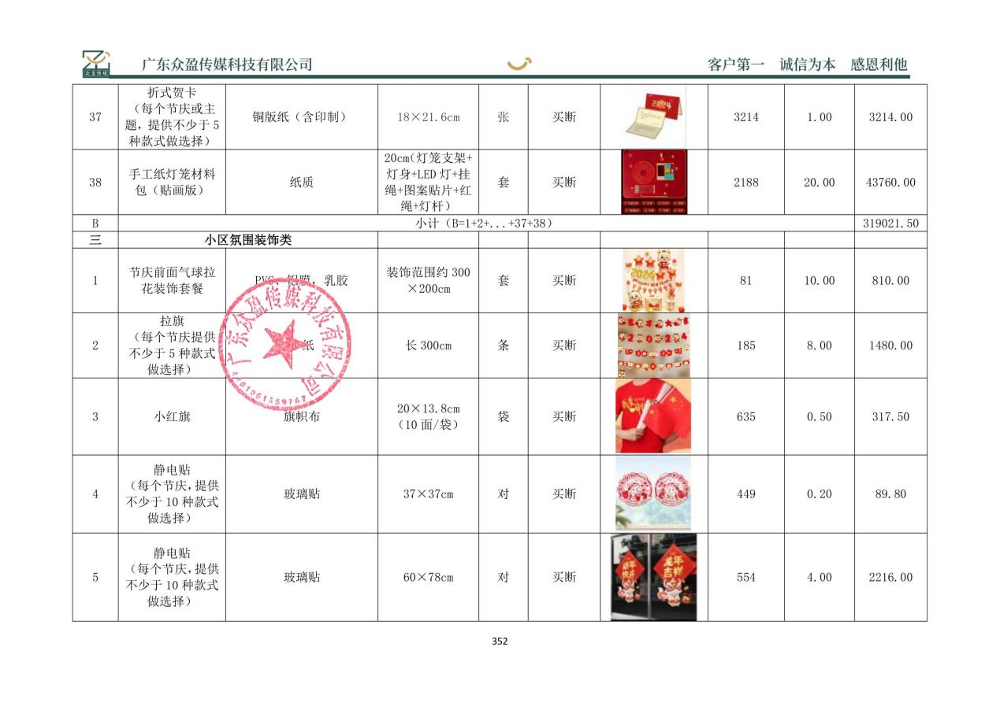 众盈传媒
广东众盈传媒科技有限公司
客户第一 诚信为本 感恩利他
37
折式贺卡
（每个节庆或主
题，提供不少于 5
种款式做选择）
铜版纸（含印制）
18×21.6cm
张
买断
2024
3214
1.00
3214.00
38
手工纸灯笼材料
包（贴画版）
纸质
20cm(灯笼支架+
灯身+LED 灯+挂
绳+图案贴片+红
绳+灯杆）
套
买断
2188
20.00
43760.00
B
小计（B=1+2+...+37+38）
319021.50
三
小区氛围装饰类
1
节庆前面气球拉
花装饰套餐
PVC、铝膜，乳胶
装饰范围约 300
×200cm
套
买断
2024
HAPPY NEW YEAR
81
10.00
810.00
2
拉旗
（每个节庆提供
不少于 5 种款式
做选择）
纸
长 300cm
条
买断
2024
185
8.00
1480.00
3
小红旗
旗帜布
20×13.8cm
（10 面/袋）
袋
买断
635
0.50
317.50
4
静电贴
（每个节庆，提供
不少于 10 种款式
做选择）
玻璃贴
37×37cm
对
买断
449
0.20
89.80
5
静电贴
（每个节庆，提供
不少于 10 种款式
做选择）
玻璃贴
60×78cm
对
买断
龙年
吉祥
554
4.00
2216.00
广东众盈传媒科技有限公司
352